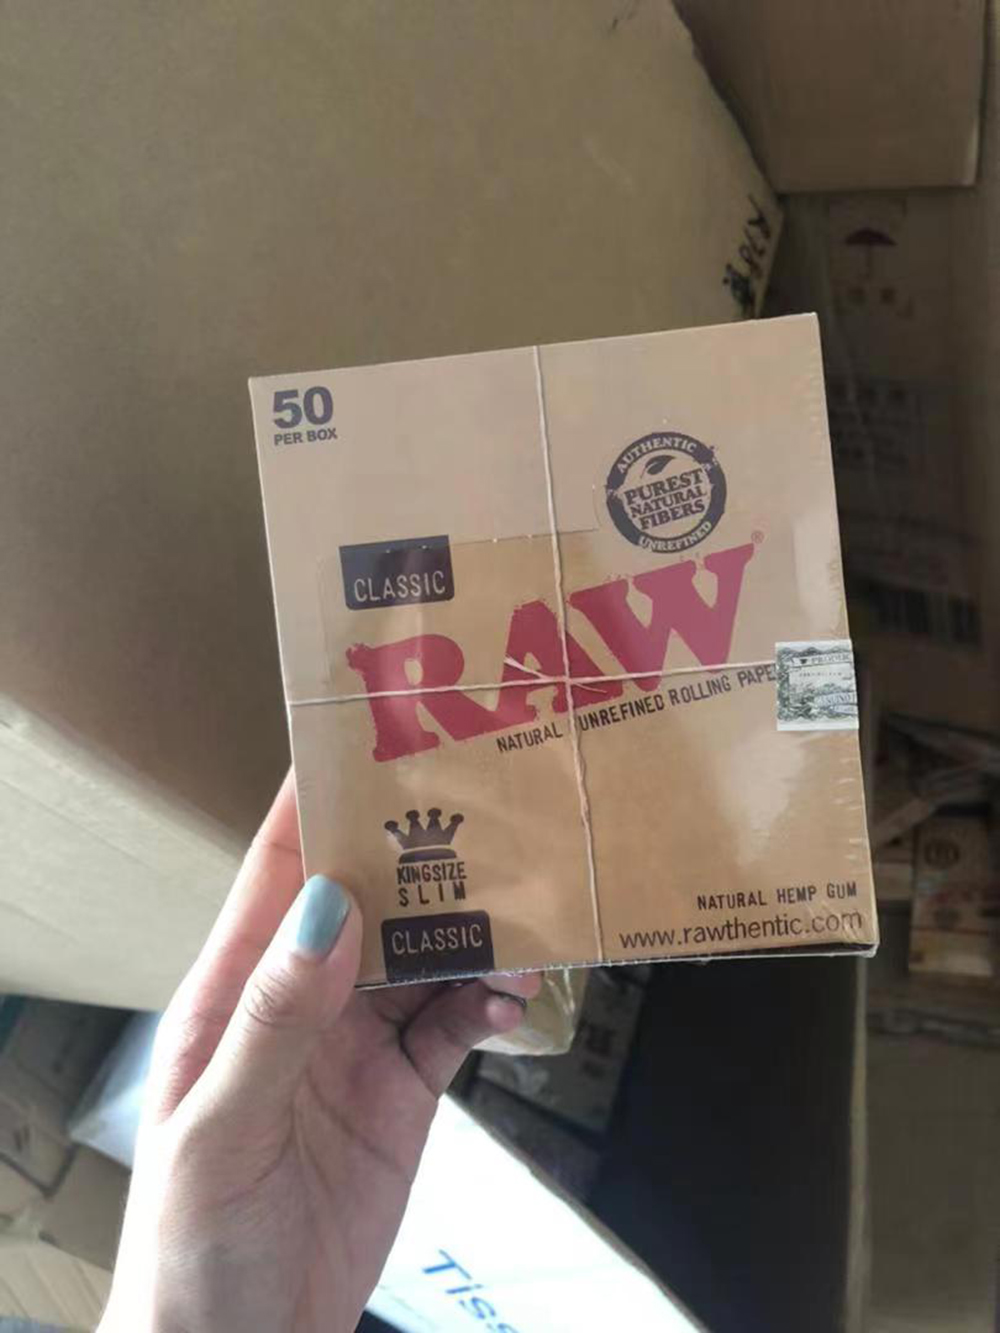 50
PER BOX
AUTHENTIC
PUREST
NATURAL
FIBERS
UNREFINED
CLASSIC
RAW®
NATURAL UNREFINED ROLLING PAPE
KINGSIZE
SLIM
CLASSIC
NATURAL HEMP GUM
www.rawthentic.com
Tiss